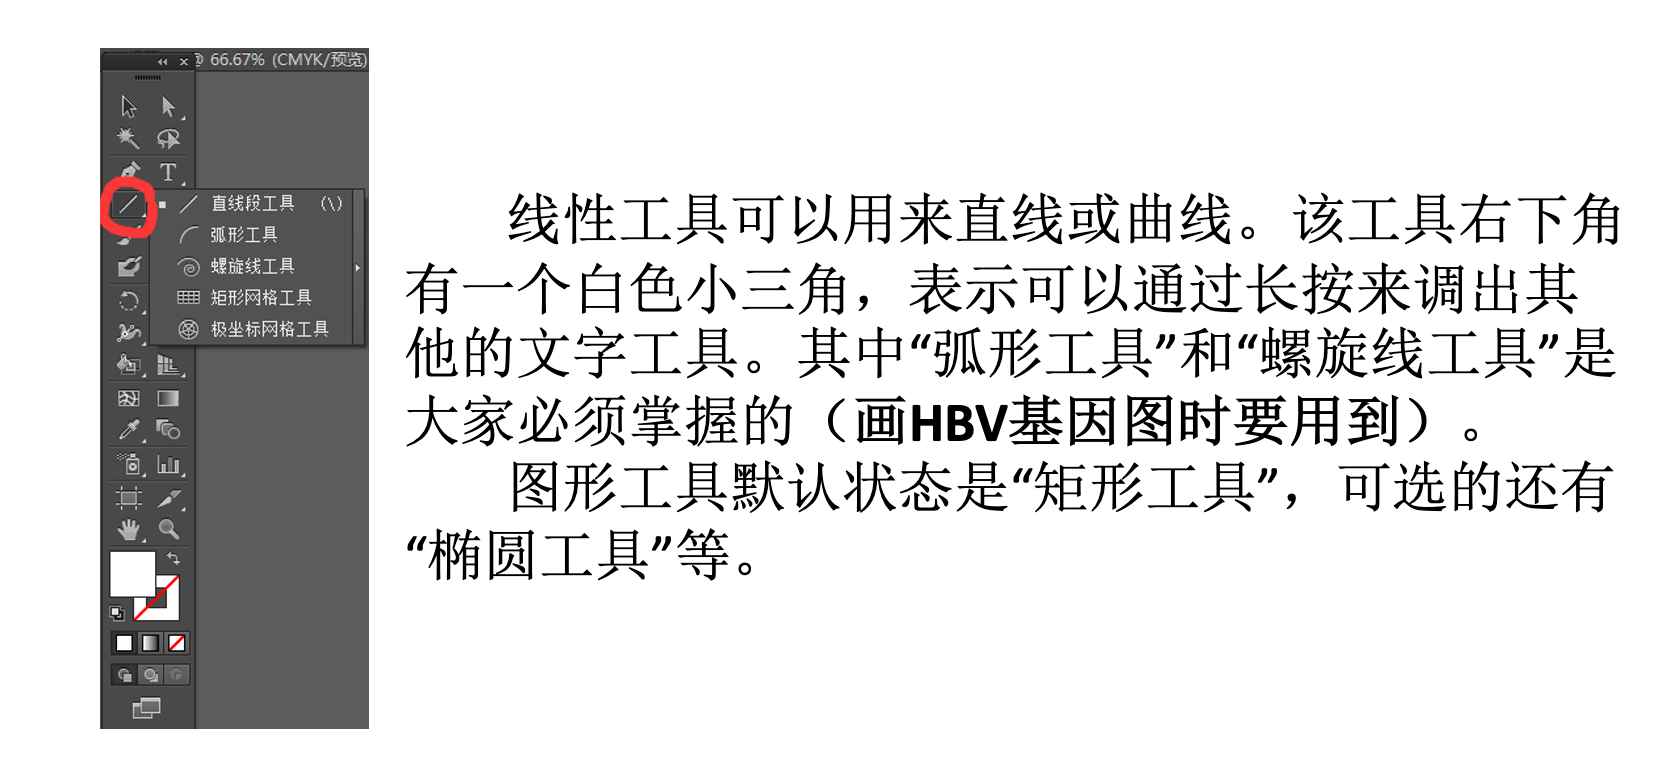 66.67% (CMYK/预览)
T
直线段工具 (\)
弧形工具
螺旋线工具
矩形网格工具
极坐标网格工具
线性工具可以用来直线或曲线。该工具右下角
有一个白色小三角，表示可以通过长按来调出其
他的文字工具。其中“弧形工具”和“螺旋线工具”是
大家必须掌握的（画HBV基因图时要用到）。
图形工具默认状态是“矩形工具”，可选的还有
“椭圆工具”等。